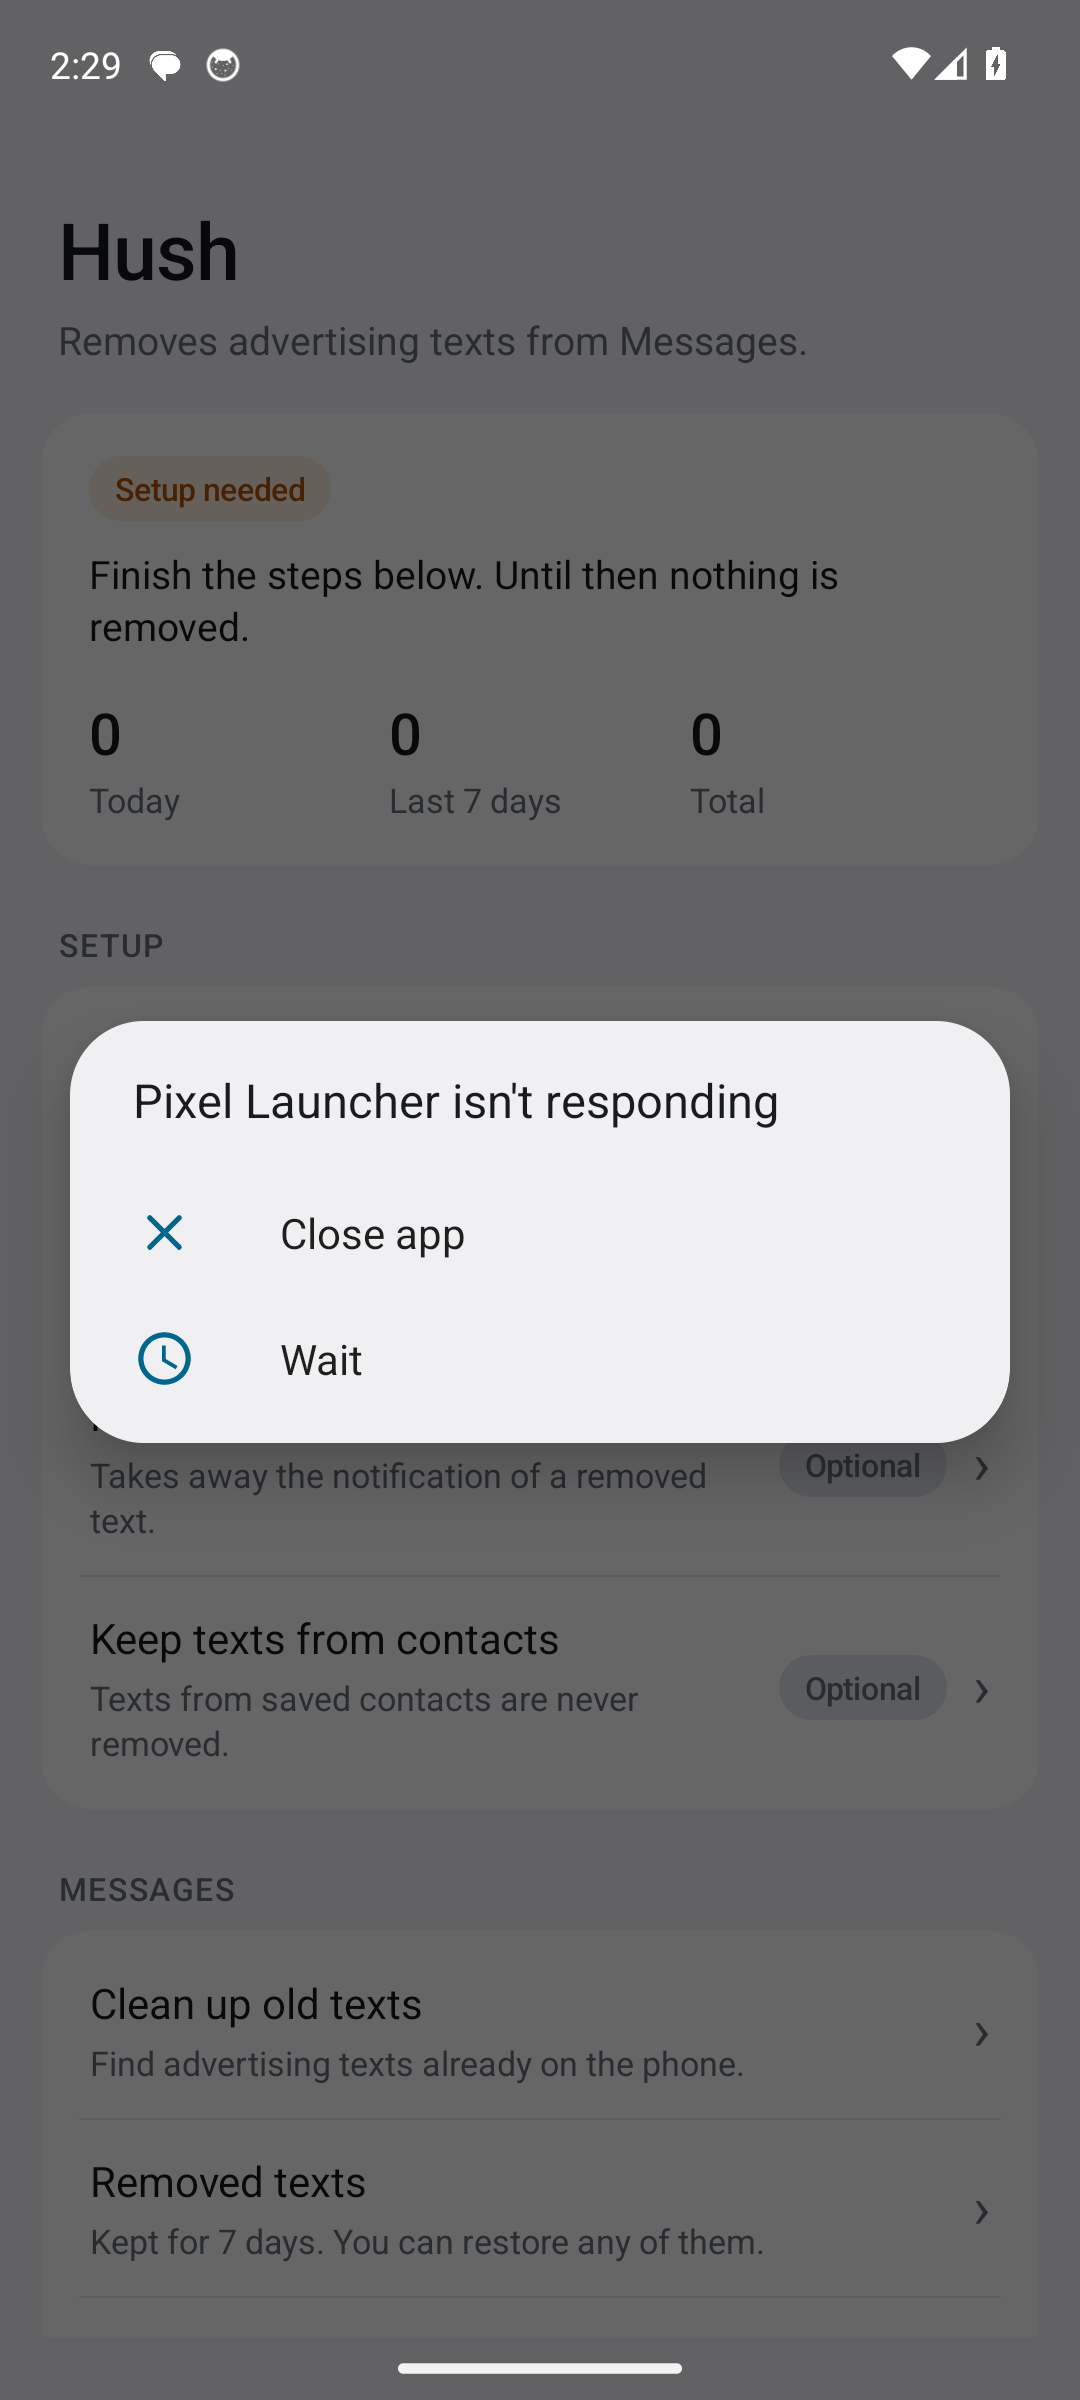 2:29
Hush
Removes advertising texts from Messages.
Setup needed
Finish the steps below. Until then nothing is
removed.
0 0 0
Today Last 7 days Total
SETUP
Pixel Launcher isn't responding
Close app
Wait
Takes away the notification of a removed
text.
Optional
Keep texts from contacts
Texts from saved contacts are never
removed.
Optional
MESSAGES
Clean up old texts
Find advertising texts already on the phone.
Removed texts
Kept for 7 days. You can restore any of them.